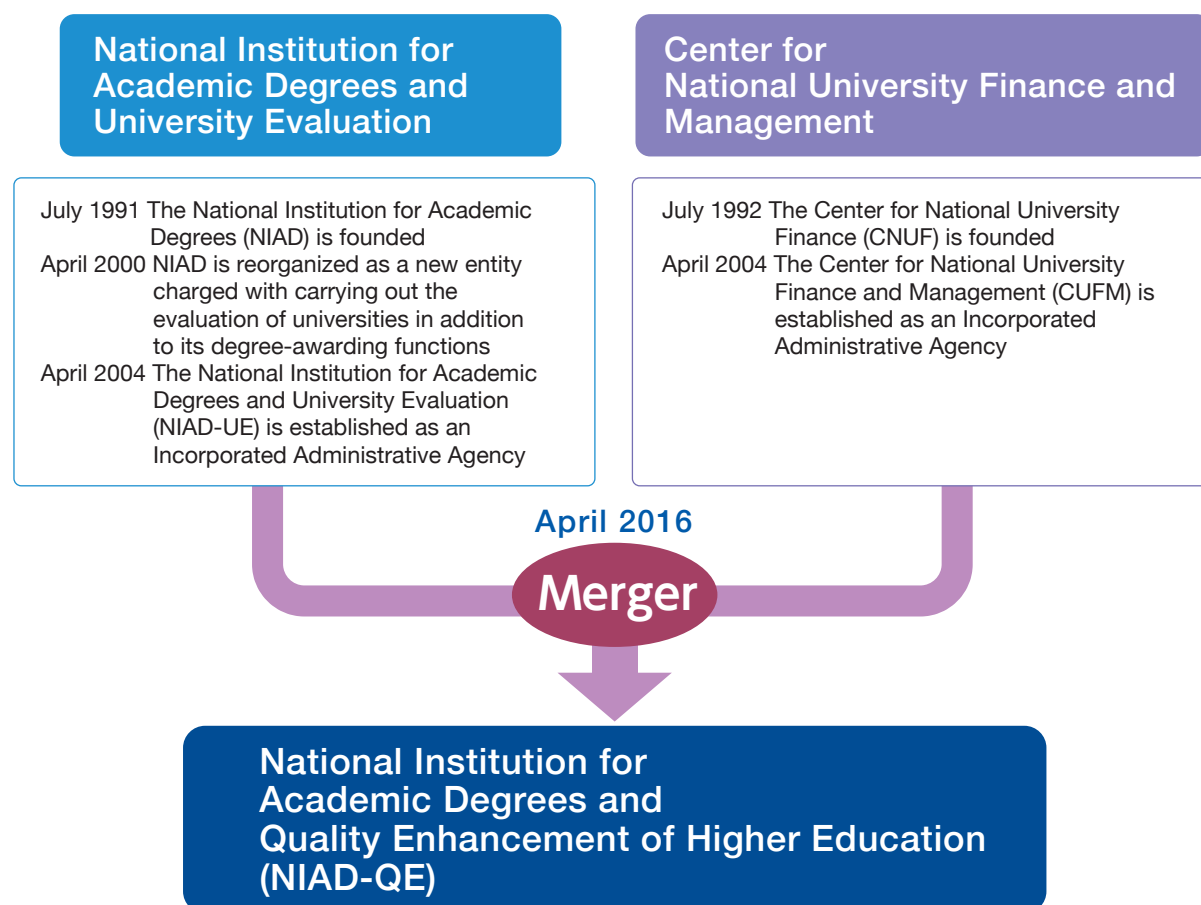 National Institution for
Academic Degrees and
University Evaluation
July 1991 The National Institution for Academic
Degrees (NIAD) is founded
April 2000 NIAD is reorganized as a new entity
charged with carrying out the
evaluation of universities in addition
to its degree-awarding functions
April 2004 The National Institution for Academic
Degrees and University Evaluation
(NIAD-UE) is established as an
Incorporated Administrative Agency
Center for
National University Finance and
Management
July 1992 The Center for National University
Finance (CNUF) is founded
April 2004 The Center for National University
Finance and Management (CUFM) is
established as an Incorporated
Administrative Agency
April 2016
Merger
National Institution for
Academic Degrees and
Quality Enhancement of Higher Education
(NIAD-QE)